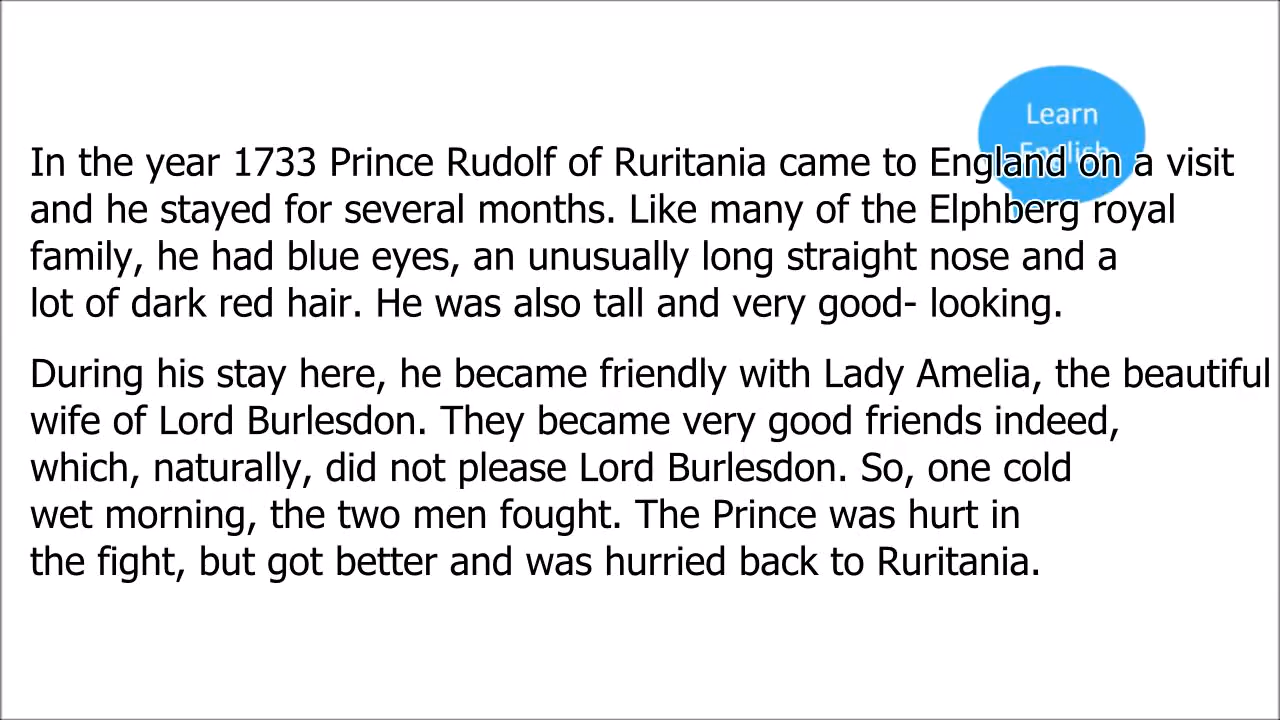 Learn
English
In the year 1733 Prince Rudolf of Ruritania came to England on a visit
and he stayed for several months. Like many of the Elphberg royal
family, he had blue eyes, an unusually long straight nose and a
lot of dark red hair. He was also tall and very good- looking.
During his stay here, he became friendly with Lady Amelia, the beautiful
wife of Lord Burlesdon. They became very good friends indeed,
which, naturally, did not please Lord Burlesdon. So, one cold
wet morning, the two men fought. The Prince was hurt in
the fight, but got better and was hurried back to Ruritania.